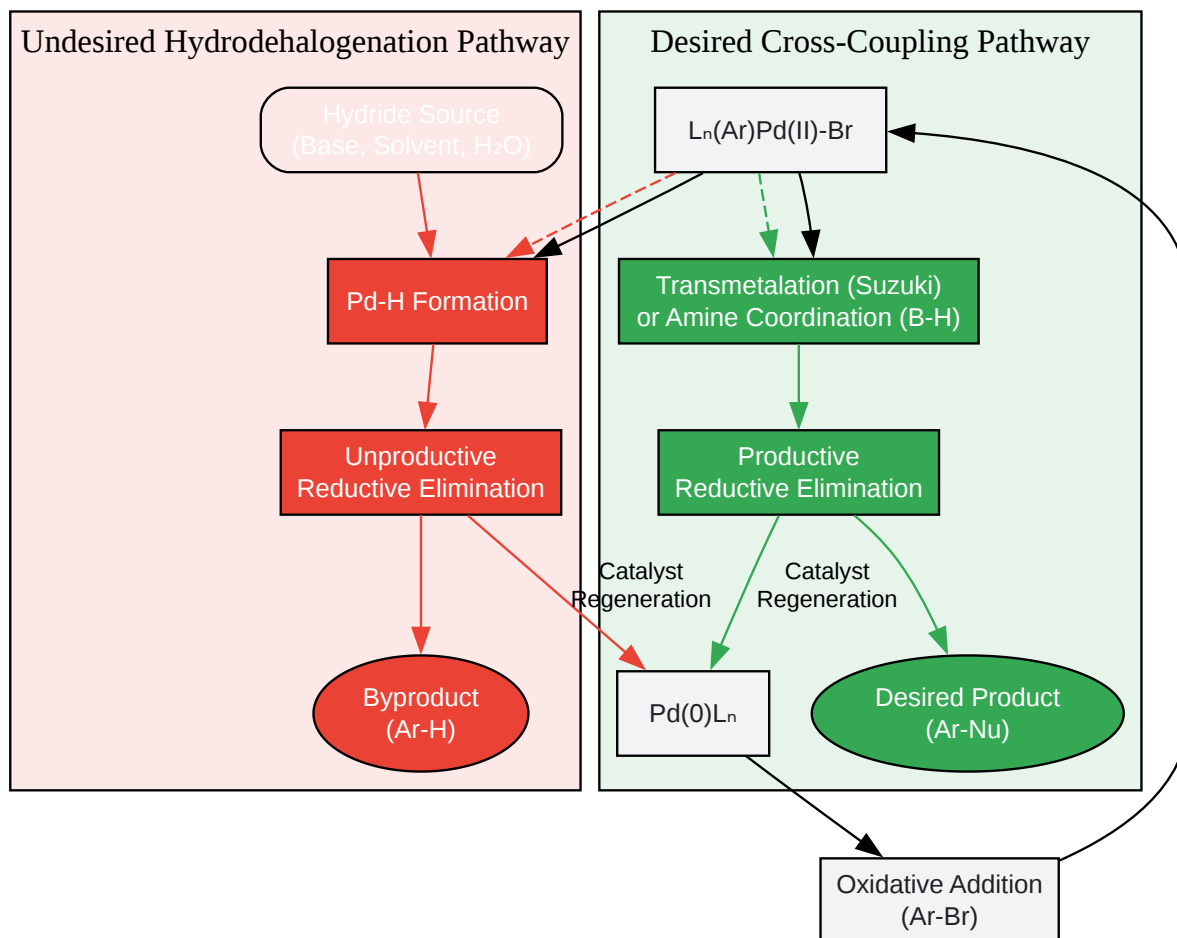 Undesired Hydrodehalogenation Pathway
Desired Cross-Coupling Pathway
Hydride Source
(Base, Solvent, H₂O)
Lₙ(Ar)Pd(II)-Br
Pd-H Formation
Transmetalation (Suzuki)
or Amine Coordination (B-H)
Unproductive
Reductive Elimination
Productive
Reductive Elimination
Catalyst
Regeneration
Catalyst
Regeneration
Byproduct
(Ar-H)
Pd(0)Lₙ
Desired Product
(Ar-Nu)
Oxidative Addition
(Ar-Br)